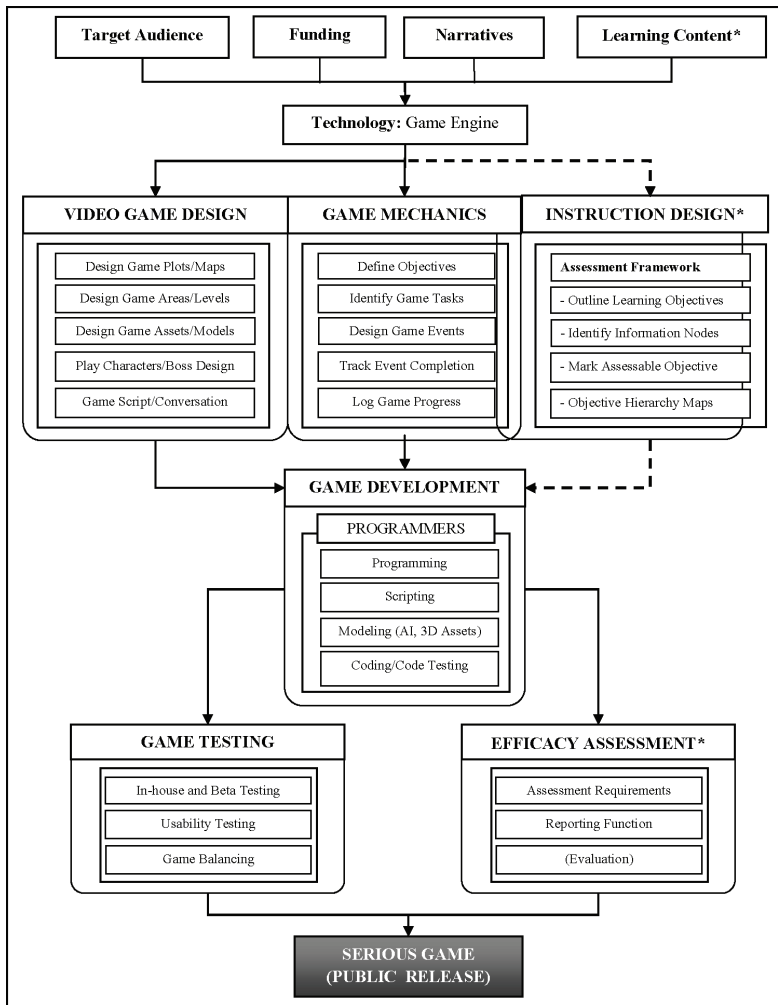 Target Audience
Funding
Narratives
Learning Content*
Technology: Game Engine
VIDEO GAME DESIGN
Design Game Plots/Maps
Design Game Areas/Levels
Design Game Assets/Models
Play Characters/Boss Design
Game Script/Conversation
GAME MECHANICS
Define Objectives
Identify Game Tasks
Design Game Events
Track Event Completion
Log Game Progress
INSTRUCTION DESIGN*
Assessment Framework
- Outline Learning Objectives
- Identify Information Nodes
- Mark Assessable Objective
- Objective Hierarchy Maps
GAME DEVELOPMENT
PROGRAMMERS
Programming
Scripting
Modeling (AI, 3D Assets)
Coding/Code Testing
GAME TESTING
In-house and Beta Testing
Usability Testing
Game Balancing
EFFICACY ASSESSMENT*
Assessment Requirements
Reporting Function
(Evaluation)
SERIOUS GAME
(PUBLIC RELEASE)